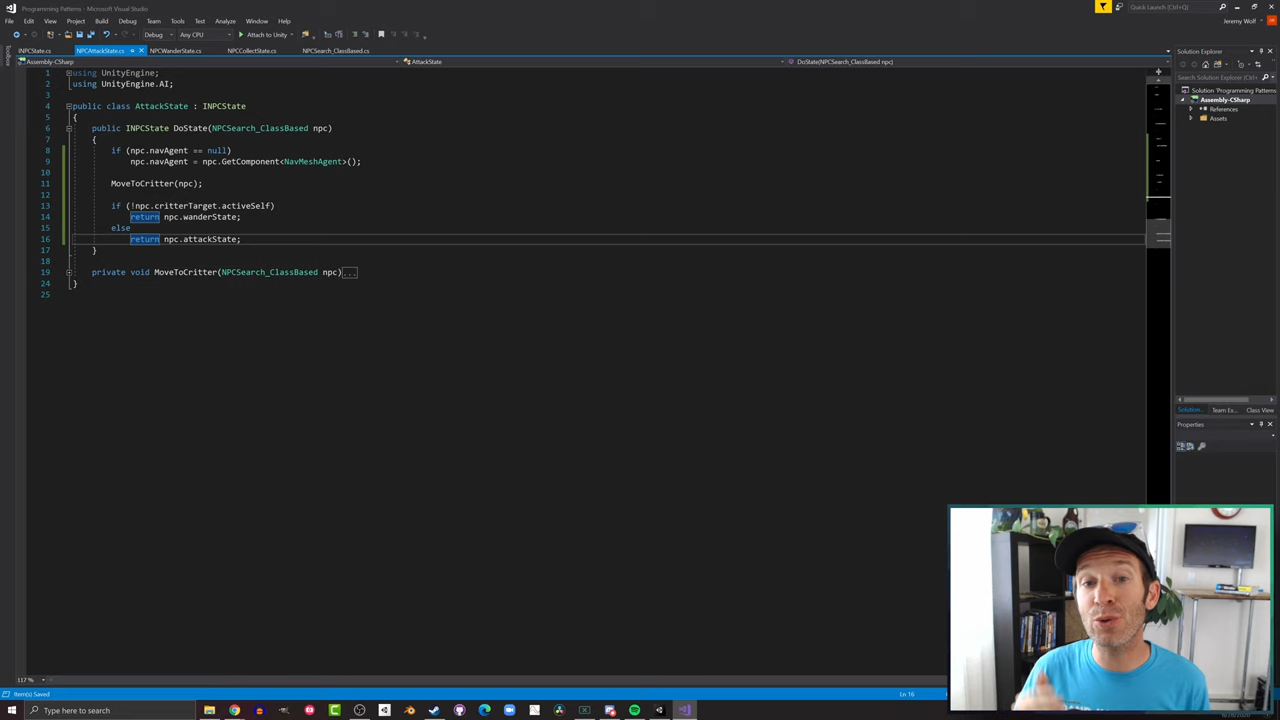 Programming Patterns - Microsoft Visual Studio
Quick Launch (Ctrl+Q)
File Edit View Project Build Debug Team Tools Test Analyze Window Help
Jeremy Wolf
Debug Any CPU Attach to Unity
INPCState.cs NPCAttackState.cs NPCWanderState.cs NPCCollectState.cs NPCSearch_ClassBased.cs
Assembly-CSharp AttackState DoState(NPCSearch_ClassBased npc)
Toolbox
1 using UnityEngine;
2 using UnityEngine.AI;
3
4 public class AttackState : INPCState
5 {
6 public INPCState DoState(NPCSearch_ClassBased npc)
7 {
8 if (npc.navAgent == null)
9 npc.navAgent = npc.GetComponent<NavMeshAgent>();
10
11 MoveToCritter(npc);
12
13 if (!npc.critterTarget.activeSelf)
14 return npc.wanderState;
15 else
16 return npc.attackState;
17 }
18
19 private void MoveToCritter(NPCSearch_ClassBased npc)...
24 }
25
Solution Explorer
Search Solution Explorer
Solution 'Programming Patterns
Assembly-CSharp
References
Assets
Solution... Team Ex... Class View
Properties
117 %
Item(s) Saved
Ln 16
Type here to search